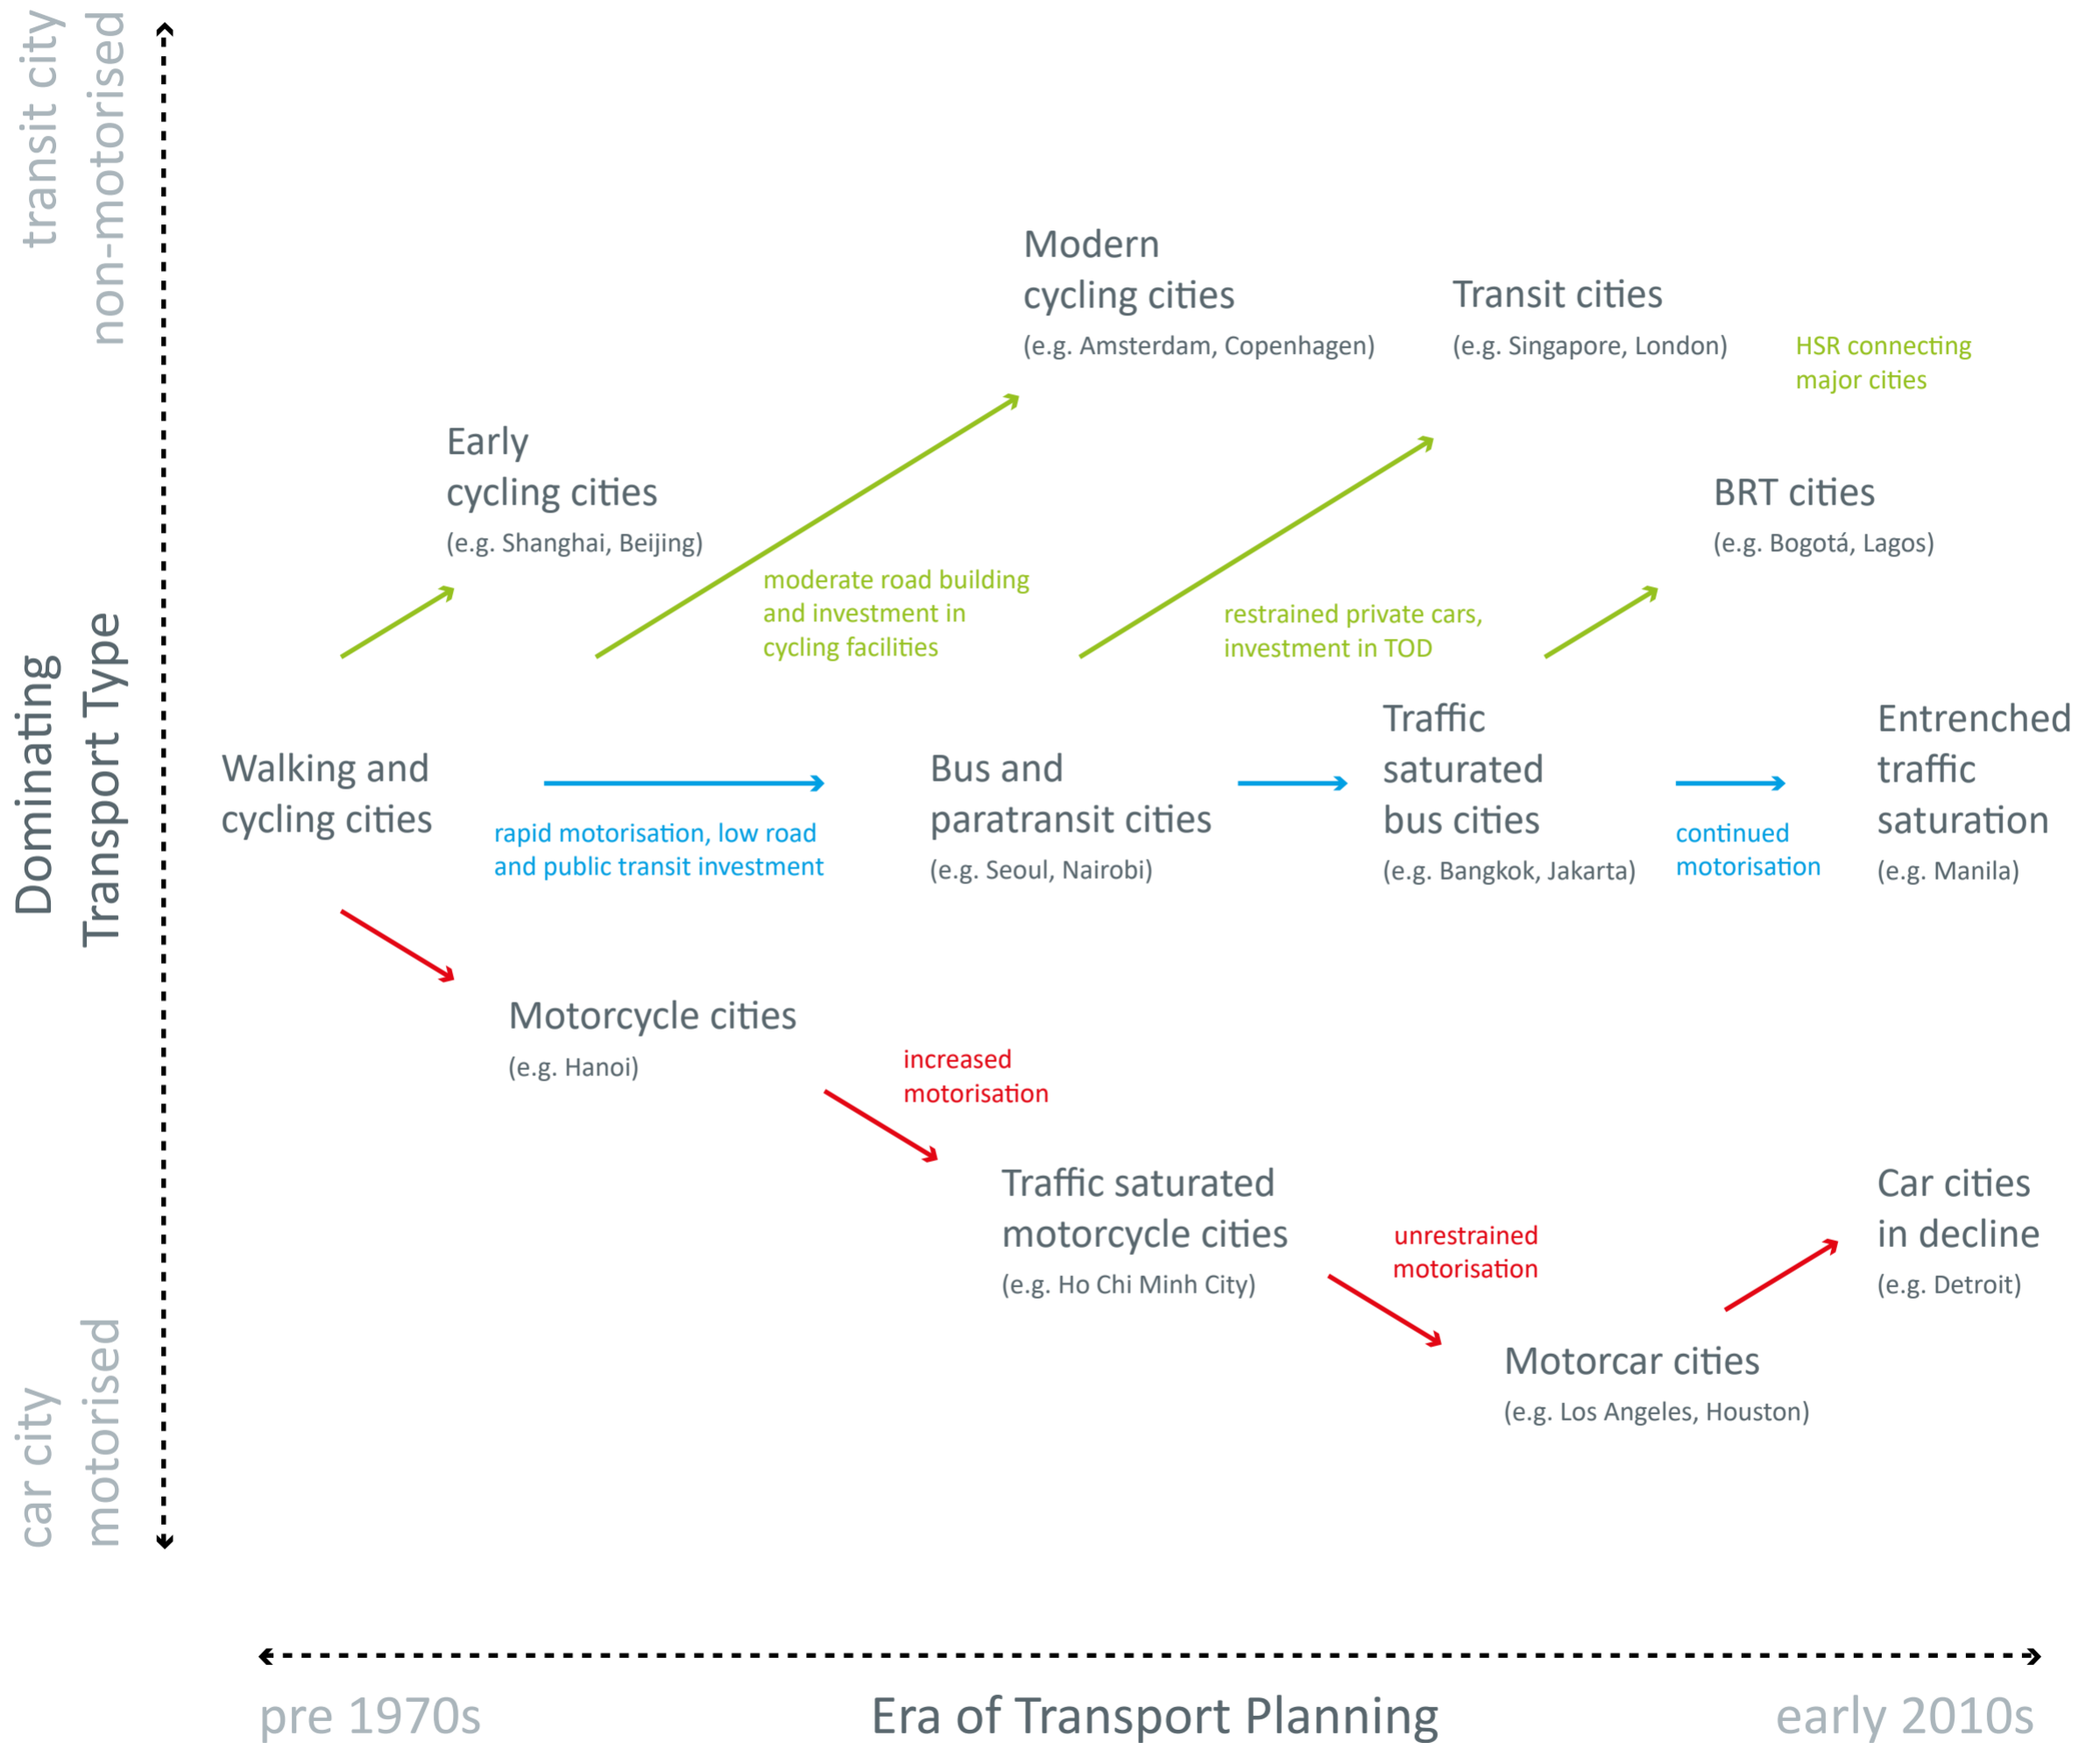 transit city
non-motorised
Dominating
Transport Type
car city
motorised
Modern
cycling cities
(e.g. Amsterdam, Copenhagen)
Transit cities
(e.g. Singapore, London)
HSR connecting
major cities
Early
cycling cities
(e.g. Shanghai, Beijing)
BRT cities
(e.g. Bogotá, Lagos)
moderate road building
and investment in
cycling facilities
restrained private cars,
investment in TOD
Walking and
cycling cities
rapid motorisation, low road
and public transit investment
Bus and
paratransit cities
(e.g. Seoul, Nairobi)
Traffic
saturated
bus cities
(e.g. Bangkok, Jakarta)
continued
motorisation
Entrenched
traffic
saturation
(e.g. Manila)
Motorcycle cities
(e.g. Hanoi)
increased
motorisation
Traffic saturated
motorcycle cities
(e.g. Ho Chi Minh City)
unrestrained
motorisation
Car cities
in decline
(e.g. Detroit)
Motorcar cities
(e.g. Los Angeles, Houston)
pre 1970s
Era of Transport Planning
early 2010s